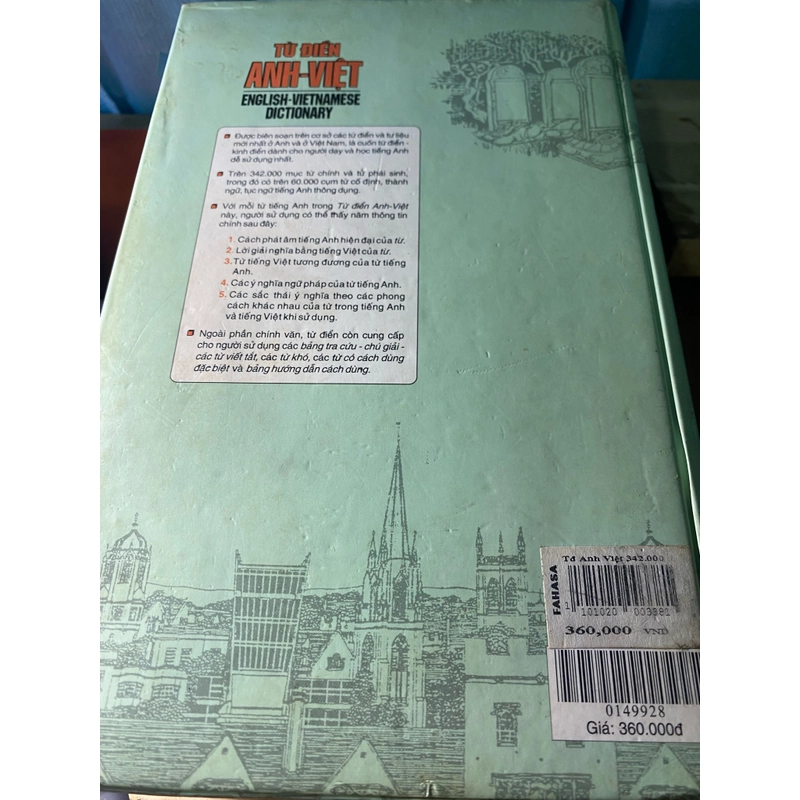 TỪ ĐIỂN
ANH-VIỆT
ENGLISH-VIETNAMESE
DICTIONARY
Được biên soạn trên cơ sở các từ điển và tư liệu
mới nhất ở Anh và ở Việt Nam, là cuốn từ điển -
kinh điển dành cho người dạy và học tiếng Anh
dễ sử dụng nhất.
Trên 342.000 mục từ chính và từ phái sinh,
trong đó có trên 60.000 cụm từ cố định, thành
ngữ, tục ngữ tiếng Anh thông dụng.
Với mỗi từ tiếng Anh trong Từ điển Anh-Việt
này, người sử dụng có thể thấy năm thông tin
chính sau đây:
1. Cách phát âm tiếng Anh hiện đại của từ.
2. Lời giải nghĩa bằng tiếng Việt của từ.
3. Từ tiếng Việt tương đương của từ tiếng
Anh.
4. Các ý nghĩa ngữ pháp của từ tiếng Anh.
5. Các sắc thái ý nghĩa theo các phong
cách khác nhau của từ trong tiếng Anh
và tiếng Việt khi sử dụng.
Ngoài phần chính văn, từ điển còn cung cấp
cho người sử dụng các bảng tra cứu - chú giải -
các từ viết tắt, các từ khó, các từ có cách dùng
đặc biệt và bảng hướng dẫn cách dùng.
FAHASA
Td Anh Việt 342.000
1 101020 003881
360,000 VNĐ
0149928
Giá: 360.000đ